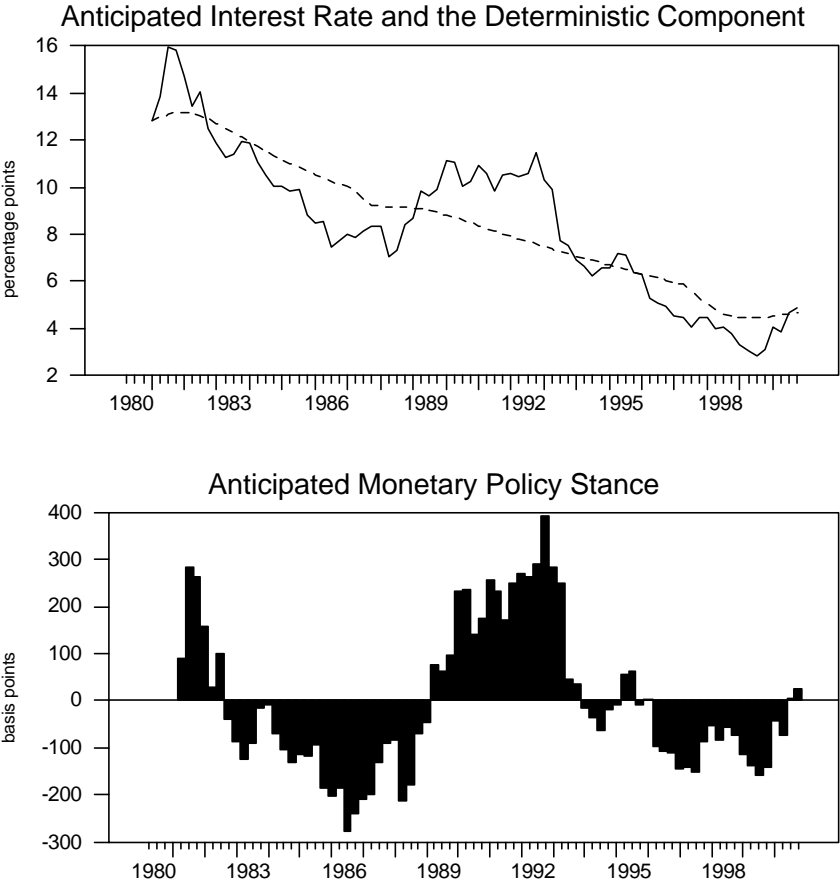 Anticipated Interest Rate and the Deterministic Component
percentage points
16
14
12
10
8
6
4
2
1980 1983 1986 1989 1992 1995 1998
Anticipated Monetary Policy Stance
basis points
400
300
200
100
0
-100
-200
-300
1980 1983 1986 1989 1992 1995 1998